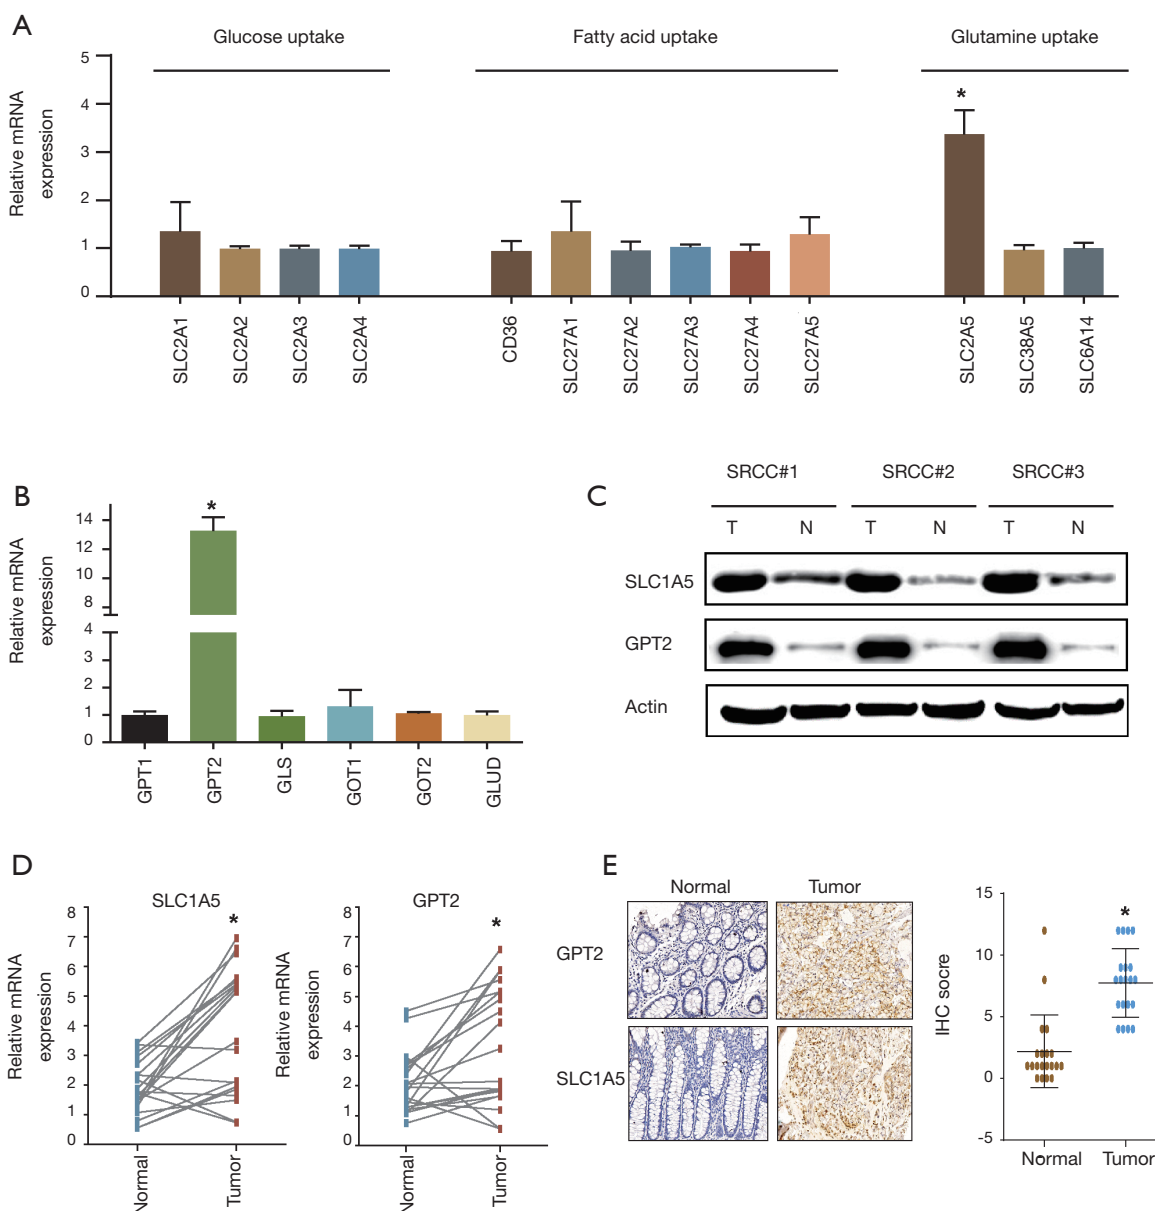 A
Glucose uptake
Fatty acid uptake
Glutamine uptake
Relative mRNA
expression
5
4
3
2
1
0
*
SLC2A1
SLC2A2
SLC2A3
SLC2A4
CD36
SLC27A1
SLC27A2
SLC27A3
SLC27A4
SLC27A5
SLC2A5
SLC38A5
SLC6A14
B
Relative mRNA
expression
14
12
10
8
4
3
2
1
0
*
GPT1
GPT2
GLS
GOT1
GOT2
GLUD
C
SRCC#1
SRCC#2
SRCC#3
T N T N T N
SLC1A5
GPT2
Actin
D
SLC1A5
Relative mRNA
expression
8
7
6
5
4
3
2
1
0
*
Normal
Tumor
GPT2
Relative mRNA
expression
8
7
6
5
4
3
2
1
0
*
Normal
Tumor
E
Normal
Tumor
GPT2
SLC1A5
IHC socre
15
10
5
0
−5
*
Normal
Tumor